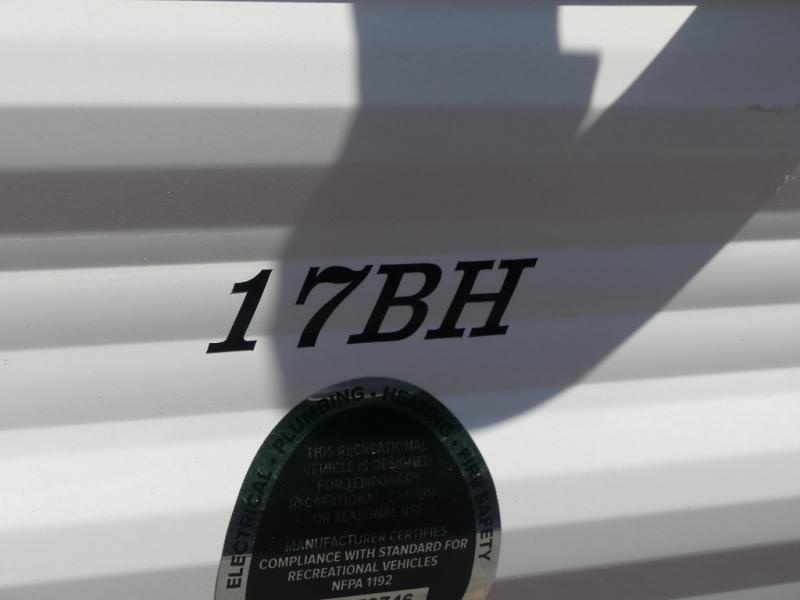 17BH
ELECTRICAL • PLUMBING • HEATING • FIRE SAFETY
THIS RECREATIONAL
VEHICLE IS DESIGNED
FOR TEMPORARY
RECREATIONAL, CAMPING
OR SEASONAL USE
MANUFACTURER CERTIFIES
COMPLIANCE WITH STANDARD FOR
RECREATIONAL VEHICLES
NFPA 1192